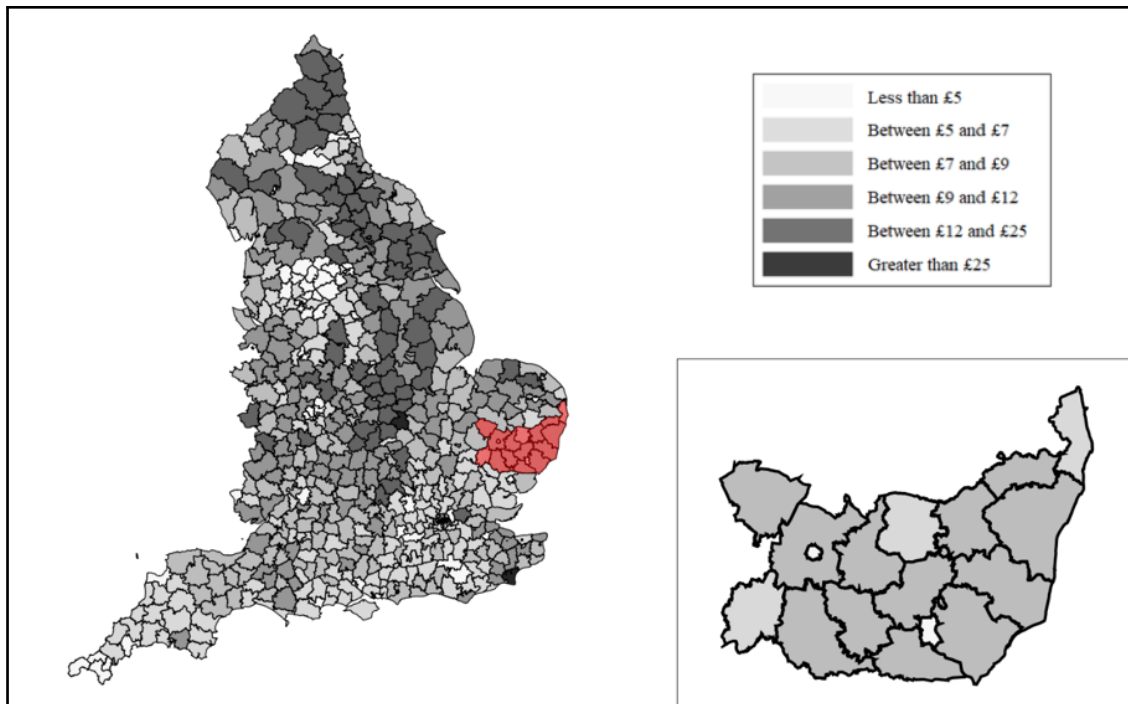 Less than £5
Between £5 and £7
Between £7 and £9
Between £9 and £12
Between £12 and £25
Greater than £25